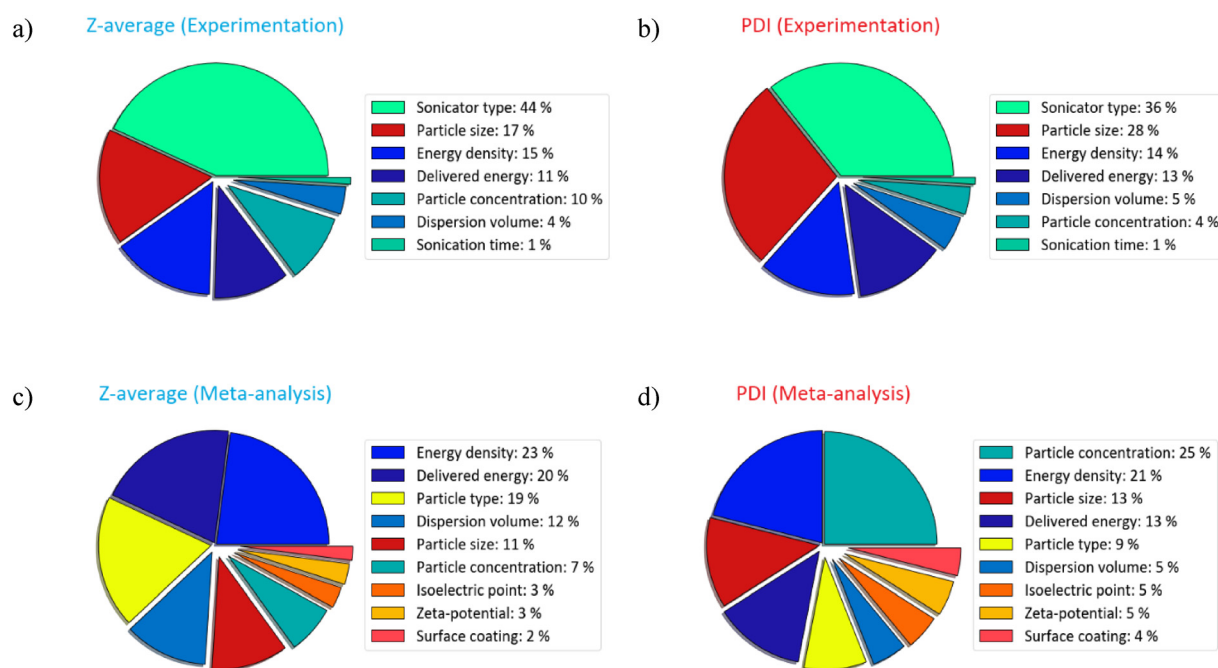 a)
Z-average (Experimentation)
Sonicator type: 44 %
Particle size: 17 %
Energy density: 15 %
Delivered energy: 11 %
Particle concentration: 10 %
Dispersion volume: 4 %
Sonication time: 1 %
b)
PDI (Experimentation)
Sonicator type: 36 %
Particle size: 28 %
Energy density: 14 %
Delivered energy: 13 %
Dispersion volume: 5 %
Particle concentration: 4 %
Sonication time: 1 %
c)
Z-average (Meta-analysis)
Energy density: 23 %
Delivered energy: 20 %
Particle type: 19 %
Dispersion volume: 12 %
Particle size: 11 %
Particle concentration: 7 %
Isoelectric point: 3 %
Zeta-potential: 3 %
Surface coating: 2 %
d)
PDI (Meta-analysis)
Particle concentration: 25 %
Energy density: 21 %
Particle size: 13 %
Delivered energy: 13 %
Particle type: 9 %
Dispersion volume: 5 %
Isoelectric point: 5 %
Zeta-potential: 5 %
Surface coating: 4 %